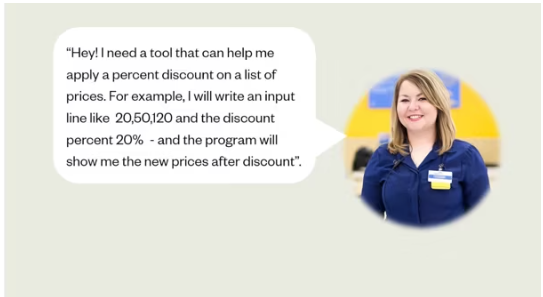 “Hey! I need a tool that can help me
apply a percent discount on a list of
prices. For example, I will write an input
line like  20,50,120 and the discount
percent 20%  - and the program will
show me the new prices after discount”.